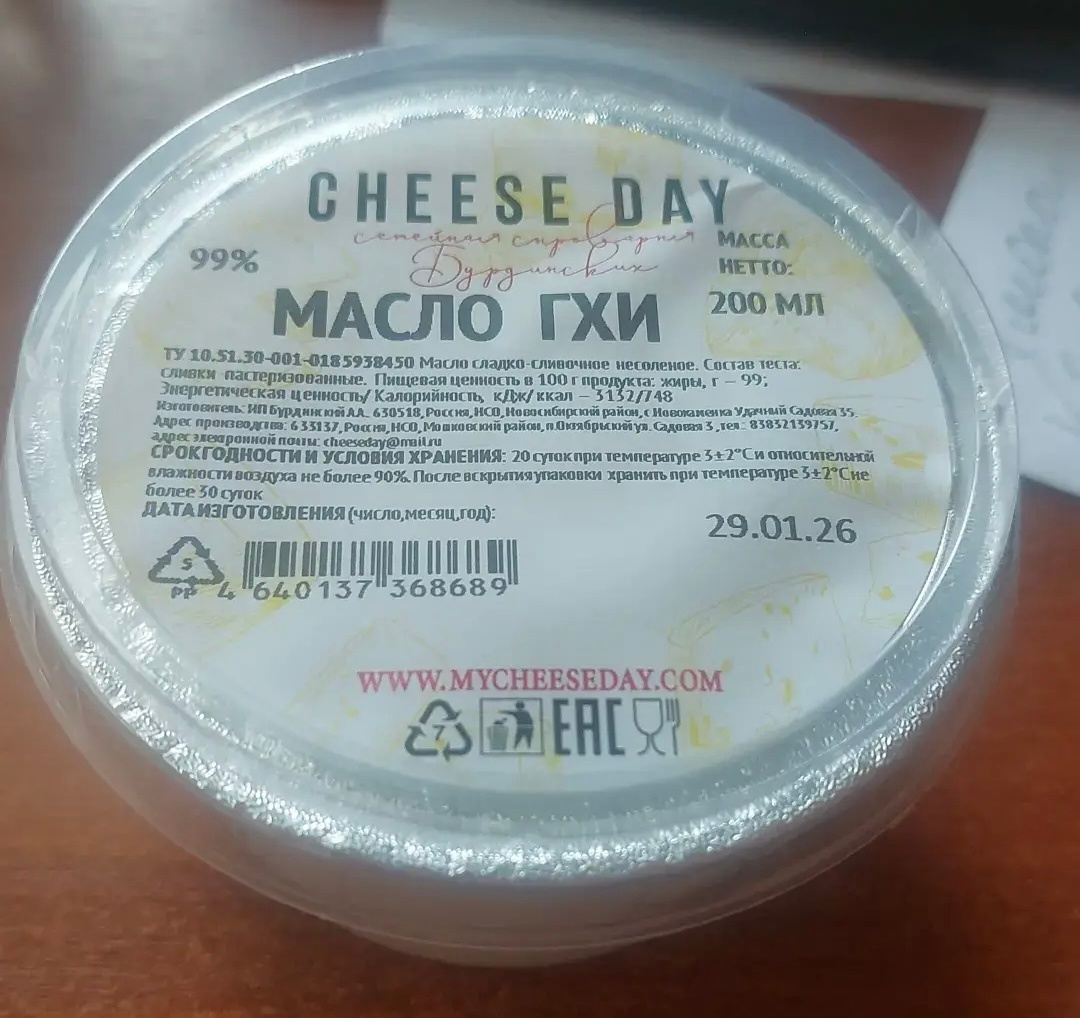 CHEESE DAY
семейная сыроварня
Бурдинских
99%
МАССА
НЕТТО:
200 МЛ
МАСЛО ГХИ
ТУ 10.51.30-001-0185938450 Масло сладко-сливочное несоленое. Состав теста:
сливки пастеризованные. Пищевая ценность в 100 г продукта: жиры, г – 99;
Энергетическая ценность/ Калорийность, кДж/ ккал – 3132/748
Изготовитель: ИП Бурдинский А.А. 630518, Россия, НСО, Новосибирский район, с Новокаменка Удачный Садовая 35.
Адрес производства: 633137, Россия, НСО, Мошковский район, п.Октябрьский ул. Садовая 3, тел.: 83832139757,
адрес электронной почты: cheeseday@mail.ru
СРОК ГОДНОСТИ И УСЛОВИЯ ХРАНЕНИЯ: 20 суток при температуре 3±2°С и относительной
влажности воздуха не более 90%. После вскрытия упаковки хранить при температуре 3±2°С не
более 30 суток
ДАТА ИЗГОТОВЛЕНИЯ (число,месяц,год):
29.01.26
5
PP
4 640137 368689
WWW.MYCHEESEDAY.COM
7
EAC